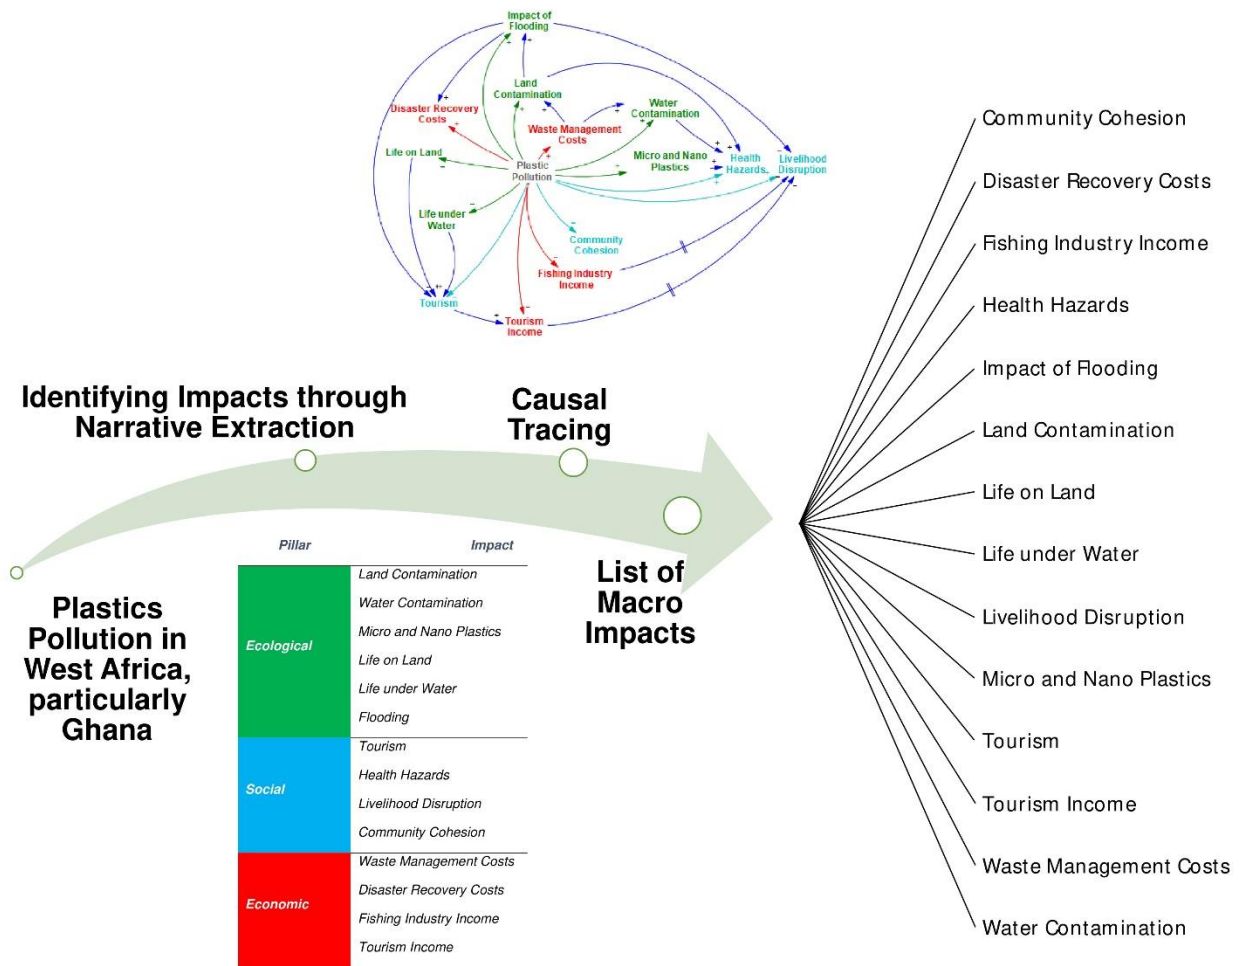 Impact of
Flooding
Land
Contamination
Disaster Recovery
Costs
Water
Contamination
Waste Management
Costs
Life on Land
Micro and Nano
Plastics
Health
Hazards
Livelihood
Disruption
Plastic
Pollution
Life under
Water
Community
Cohesion
Fishing Industry
Income
Tourism
Tourism
Income
Identifying Impacts through
Narrative Extraction
Causal
Tracing
Plastics
Pollution in
West Africa,
particularly
Ghana
List of
Macro
Impacts
Pillar Impact
Ecological
Land Contamination
Water Contamination
Micro and Nano Plastics
Life on Land
Life under Water
Flooding
Social
Tourism
Health Hazards
Livelihood Disruption
Community Cohesion
Economic
Waste Management Costs
Disaster Recovery Costs
Fishing Industry Income
Tourism Income
Community Cohesion
Disaster Recovery Costs
Fishing Industry Income
Health Hazards
Impact of Flooding
Land Contamination
Life on Land
Life under Water
Livelihood Disruption
Micro and Nano Plastics
Tourism
Tourism Income
Waste Management Costs
Water Contamination